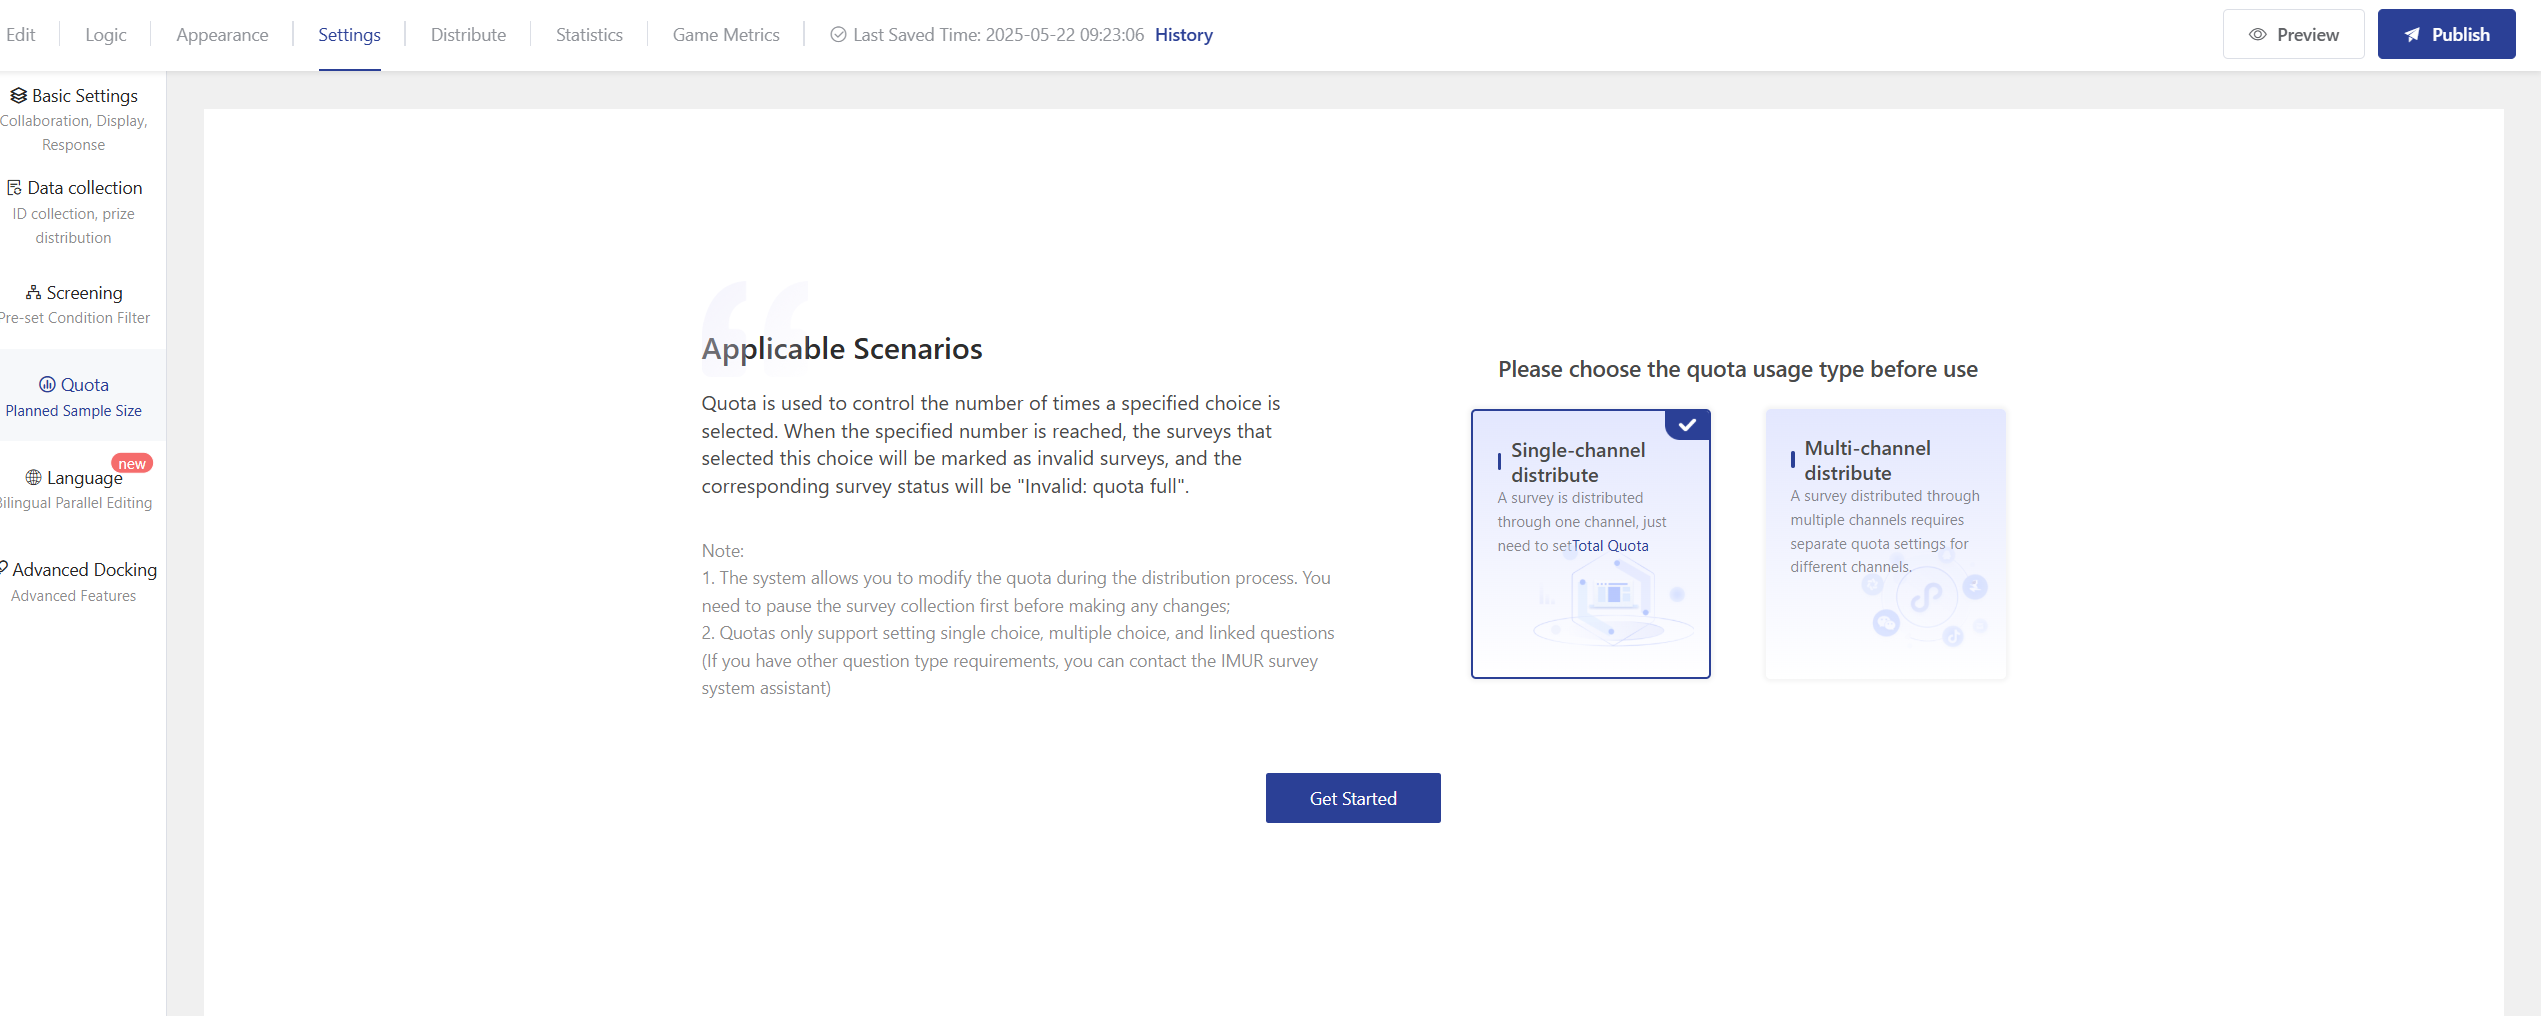 Edit
Logic
Appearance
Settings
Distribute
Statistics
Game Metrics
Last Saved Time: 2025-05-22 09:23:06
History
Preview
Publish
Basic Settings
Collaboration, Display,
Response
Data collection
ID collection, prize
distribution
Screening
Pre-set Condition Filter
Quota
Planned Sample Size
new
Language
Bilingual Parallel Editing
Advanced Docking
Advanced Features
Applicable Scenarios
Quota is used to control the number of times a specified choice is
selected. When the specified number is reached, the surveys that
selected this choice will be marked as invalid surveys, and the
corresponding survey status will be "Invalid: quota full".
Note:
1. The system allows you to modify the quota during the distribution process. You
need to pause the survey collection first before making any changes;
2. Quotas only support setting single choice, multiple choice, and linked questions
(If you have other question type requirements, you can contact the IMUR survey
system assistant)
Please choose the quota usage type before use
Single-channel
distribute
A survey is distributed
through one channel, just
need to setTotal Quota
Multi-channel
distribute
A survey distributed through
multiple channels requires
separate quota settings for
different channels.
Get Started